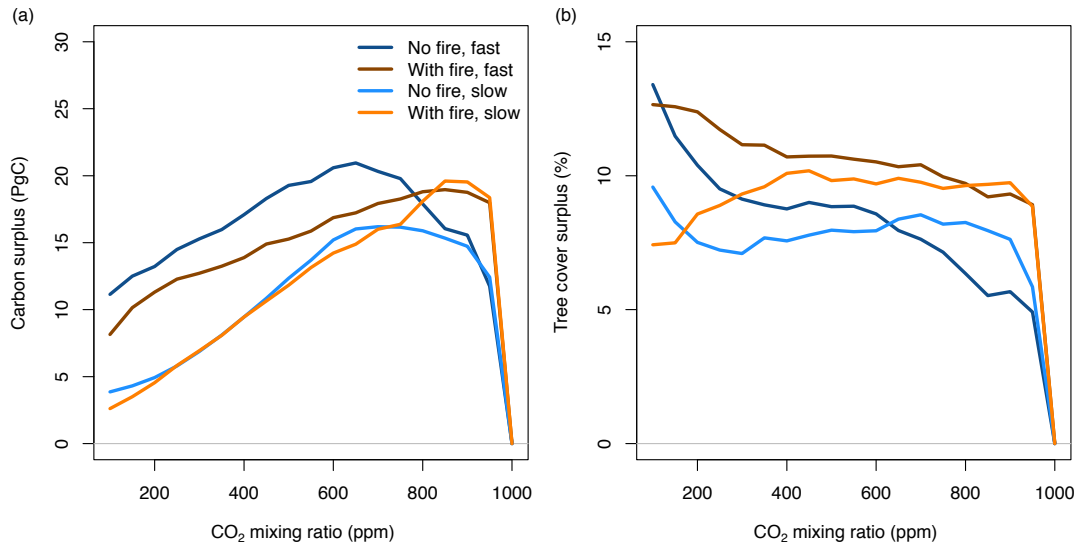 (a)
Carbon surplus (PgC)
30
25
20
15
10
5
0
No fire, fast
With fire, fast
No fire, slow
With fire, slow
200 400 600 800 1000
CO2 mixing ratio (ppm)
(b)
Tree cover surplus (%)
15
10
5
0
200 400 600 800 1000
CO2 mixing ratio (ppm)